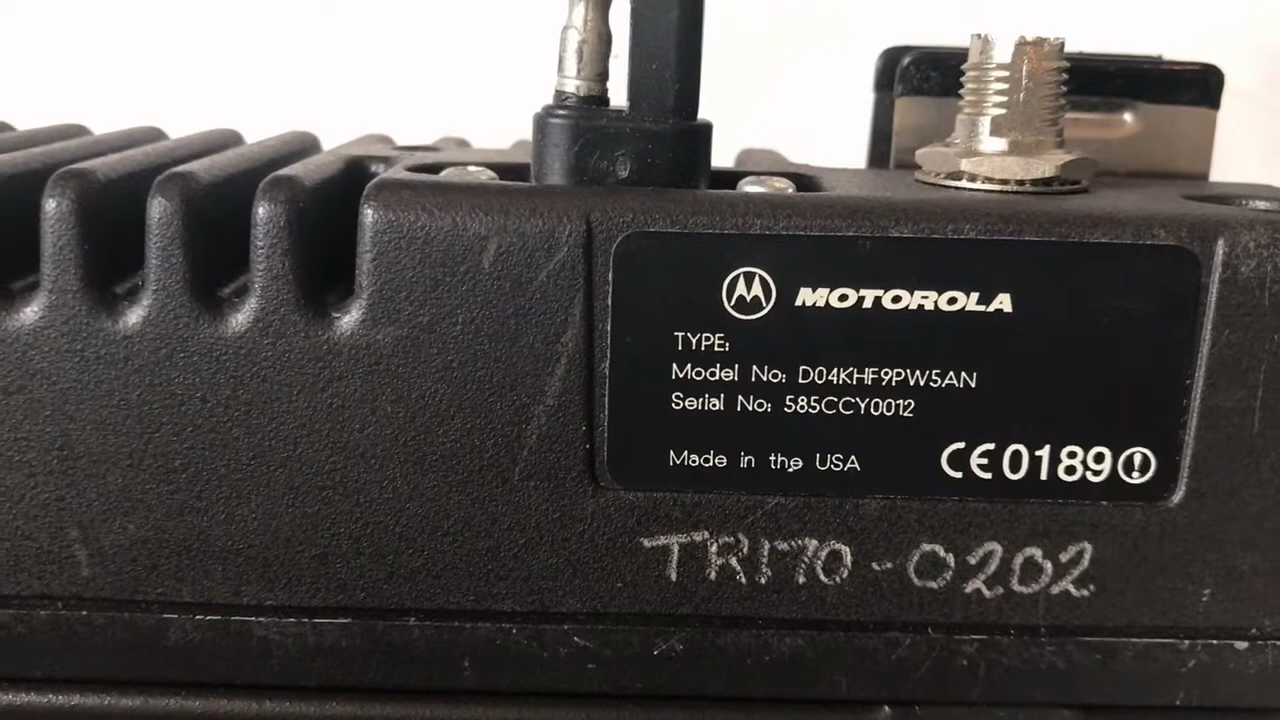 MOTOROLA
TYPE:
Model No: D04KHF9PW5AN
Serial No: 585CCY0012
Made in the USA
CE0189
TR170-0202